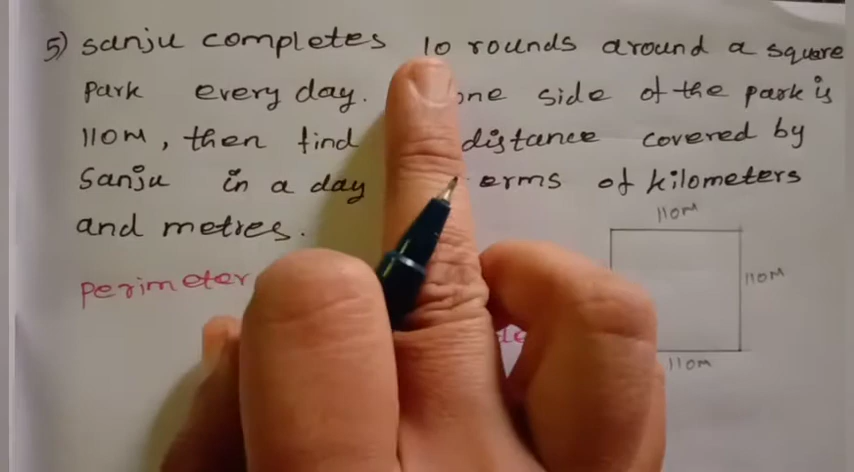 5) Sanju completes 10 rounds around a square
park every day. one side of the park is
110M, then find distance covered by
Sanju in a day erms of kilometers
and metres.
110M
perimeter
110M
110M